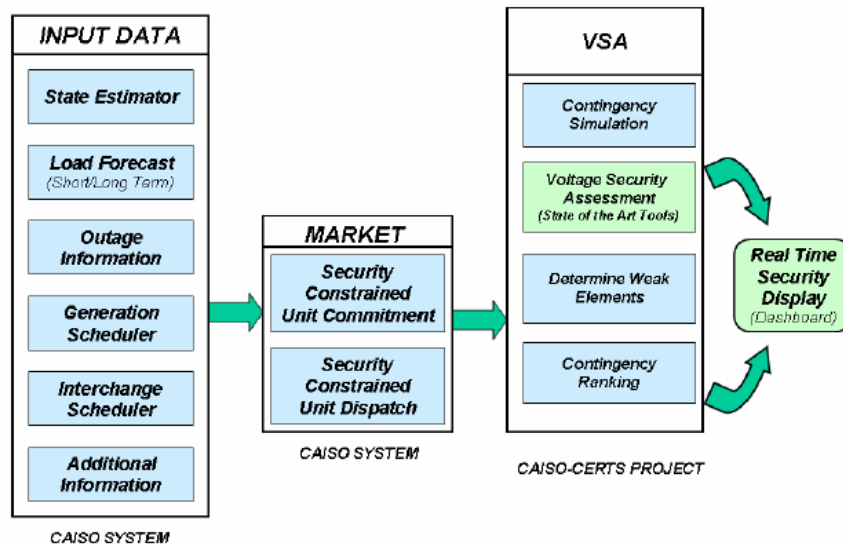 INPUT DATA
State Estimator
Load Forecast
(Short/Long Term)
Outage
Information
Generation
Scheduler
Interchange
Scheduler
Additional
Information
CAISO SYSTEM
MARKET
Security
Constrained
Unit Commitment
Security
Constrained
Unit Dispatch
CAISO SYSTEM
VSA
Contingency
Simulation
Voltage Security
Assessment
(State of the Art Tools)
Determine Weak
Elements
Contingency
Ranking
CAISO-CERTS PROJECT
Real Time
Security
Display
(Dashboard)